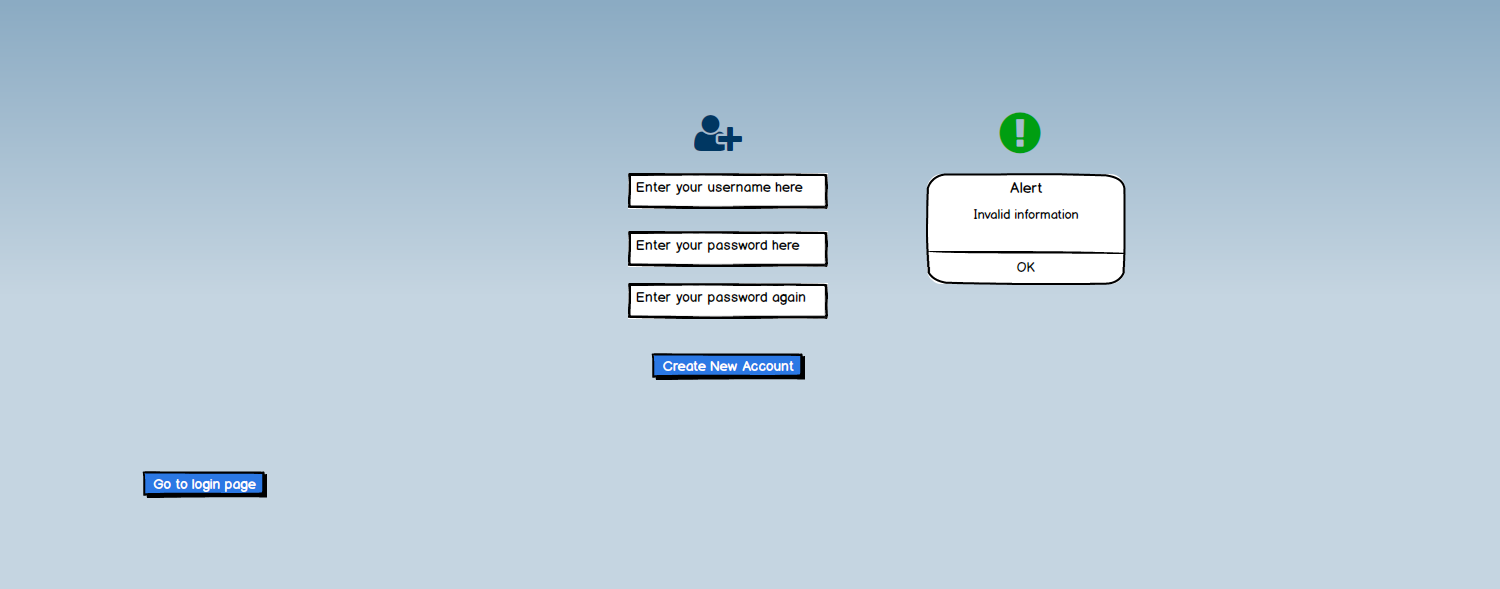 Enter your username here
Enter your password here
Enter your password again
Create New Account
Alert
Invalid information
OK
Go to login page